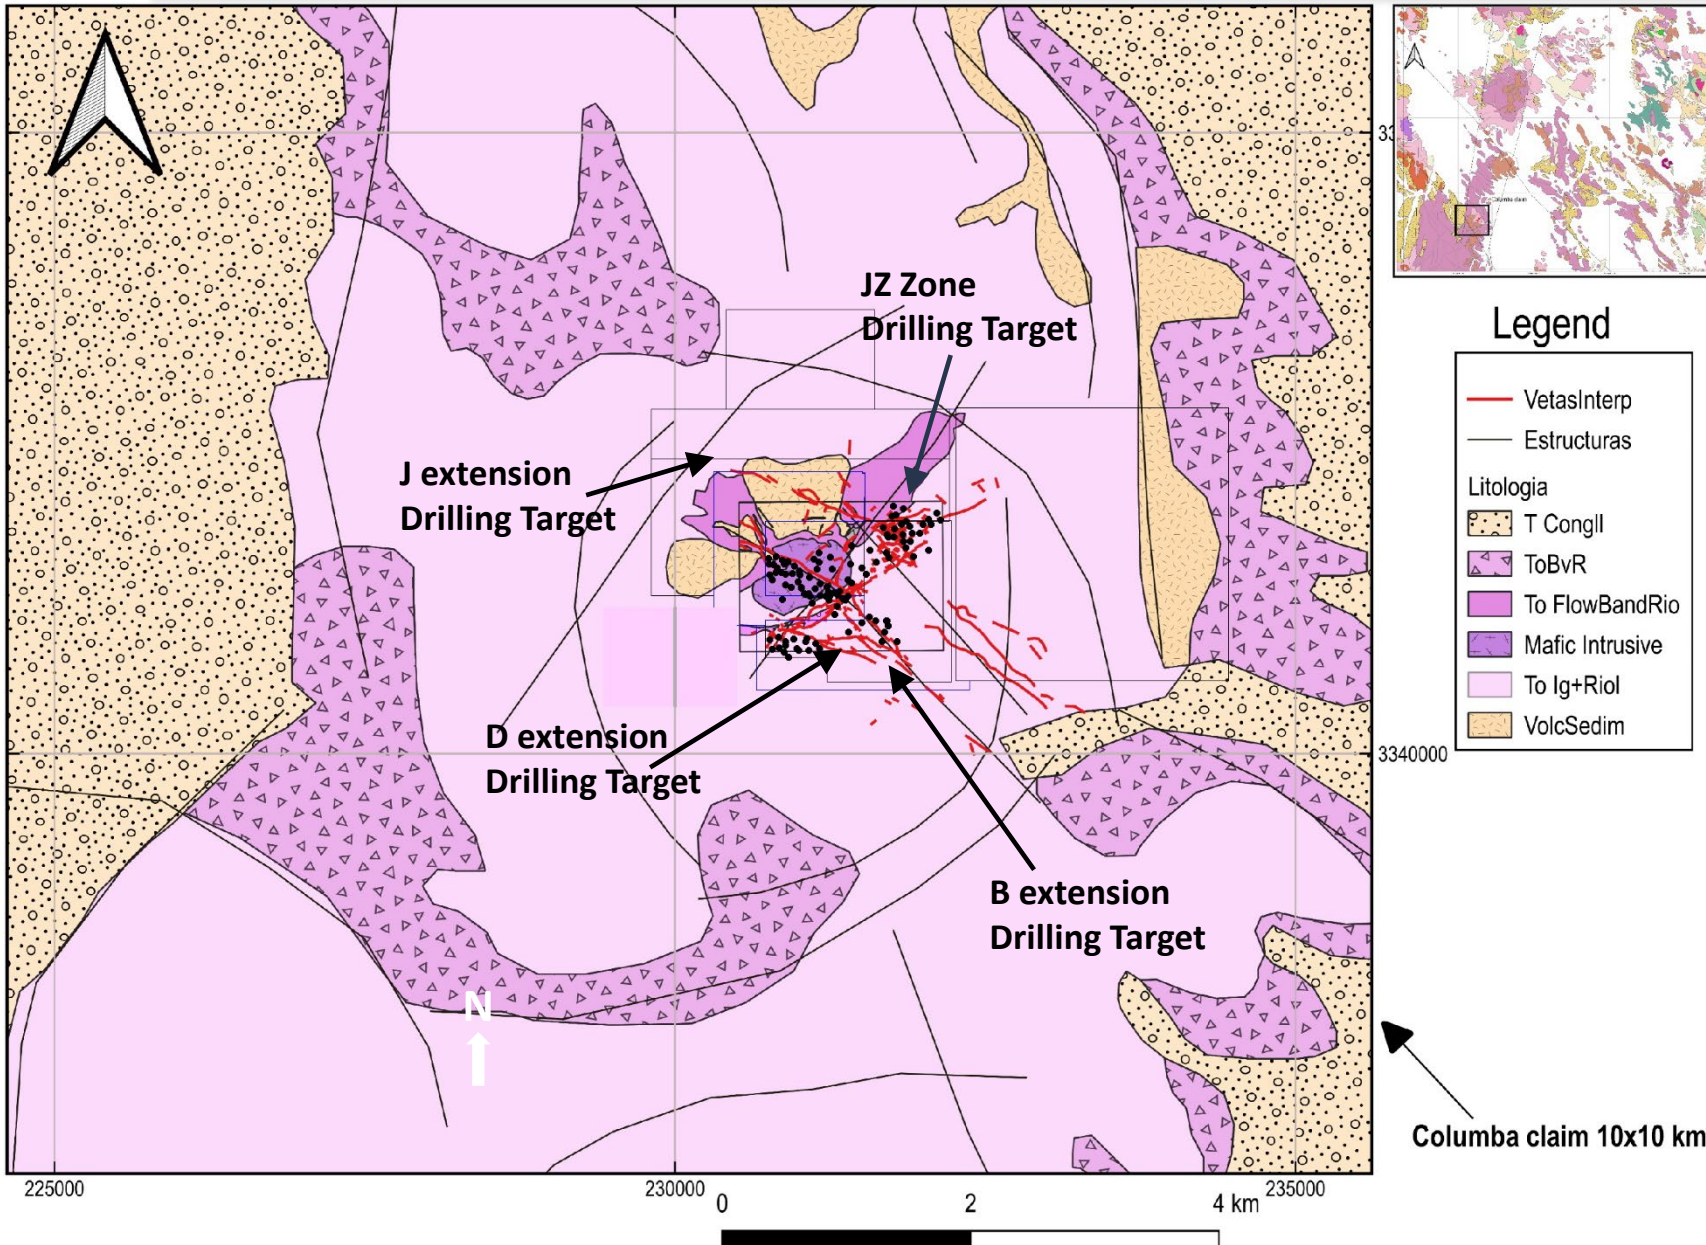 JZ Zone
Drilling Target
J extension
Drilling Target
D extension
Drilling Target
B extension
Drilling Target
N
225000
230000
235000
3340000
0
2
4 km
Legend
VetasInterp
Estructuras
Litologia
T Congll
ToBvR
To FlowBandRio
Mafic Intrusive
To Ig+Riol
VolcSedim
Columba claim 10x10 km